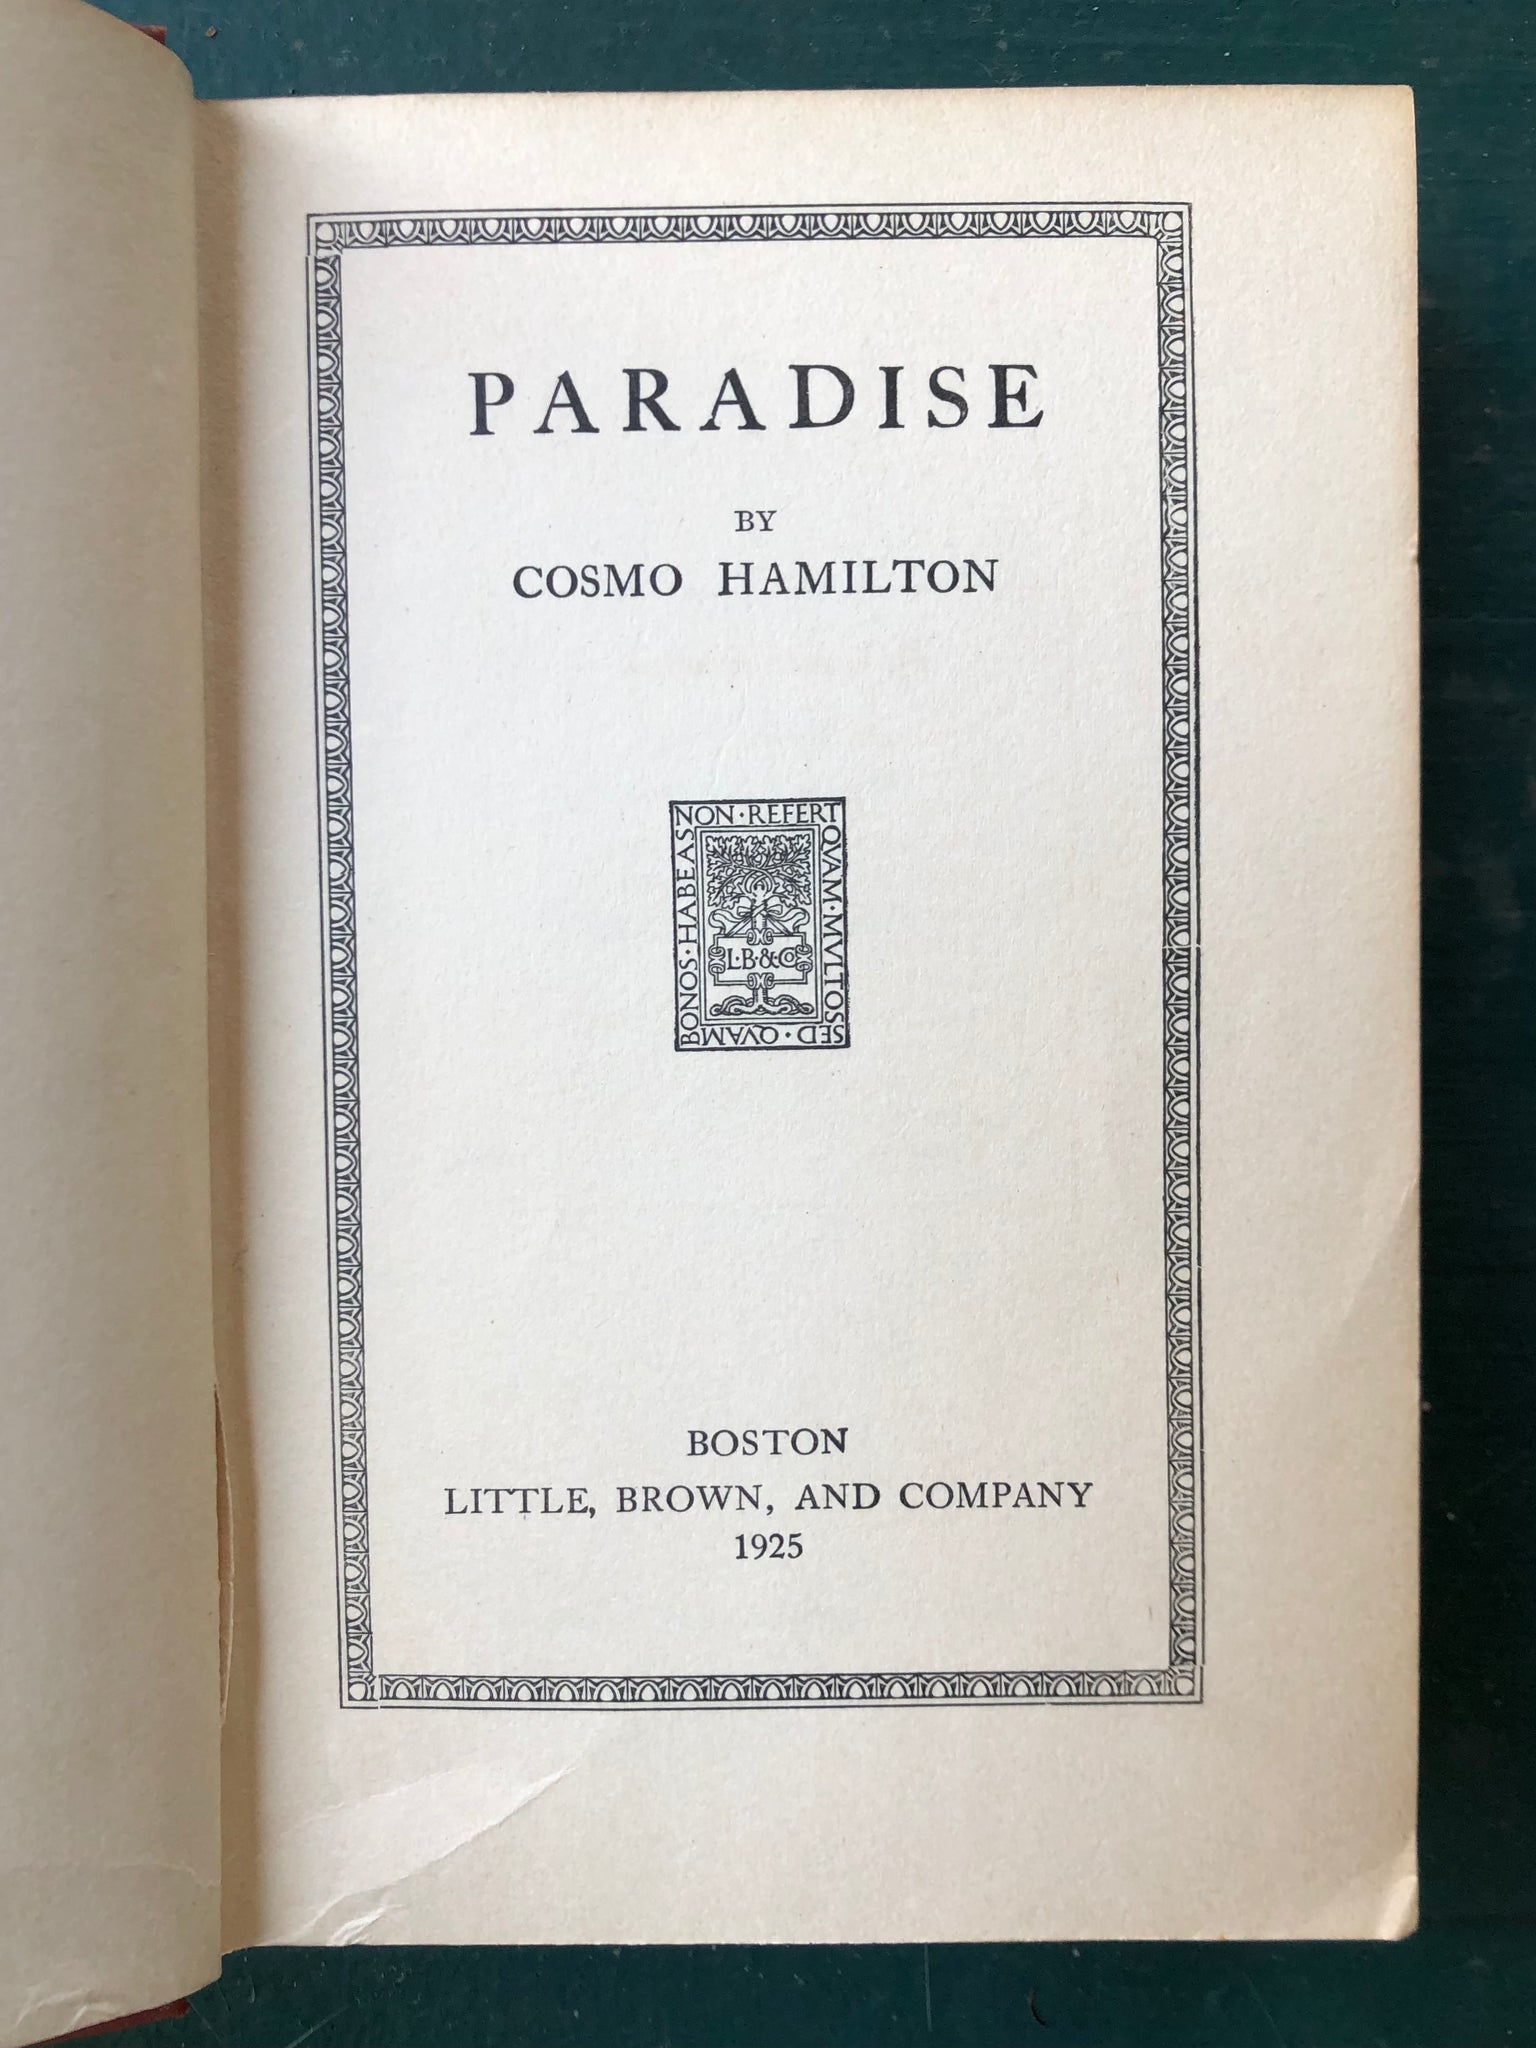 PARADISE
BY
COSMO HAMILTON
NON·REFERT
QVAM·MVLTOS
SED·QVAM
BONOS·HABEAS
L·B·&Co
BOSTON
LITTLE, BROWN, AND COMPANY
1925